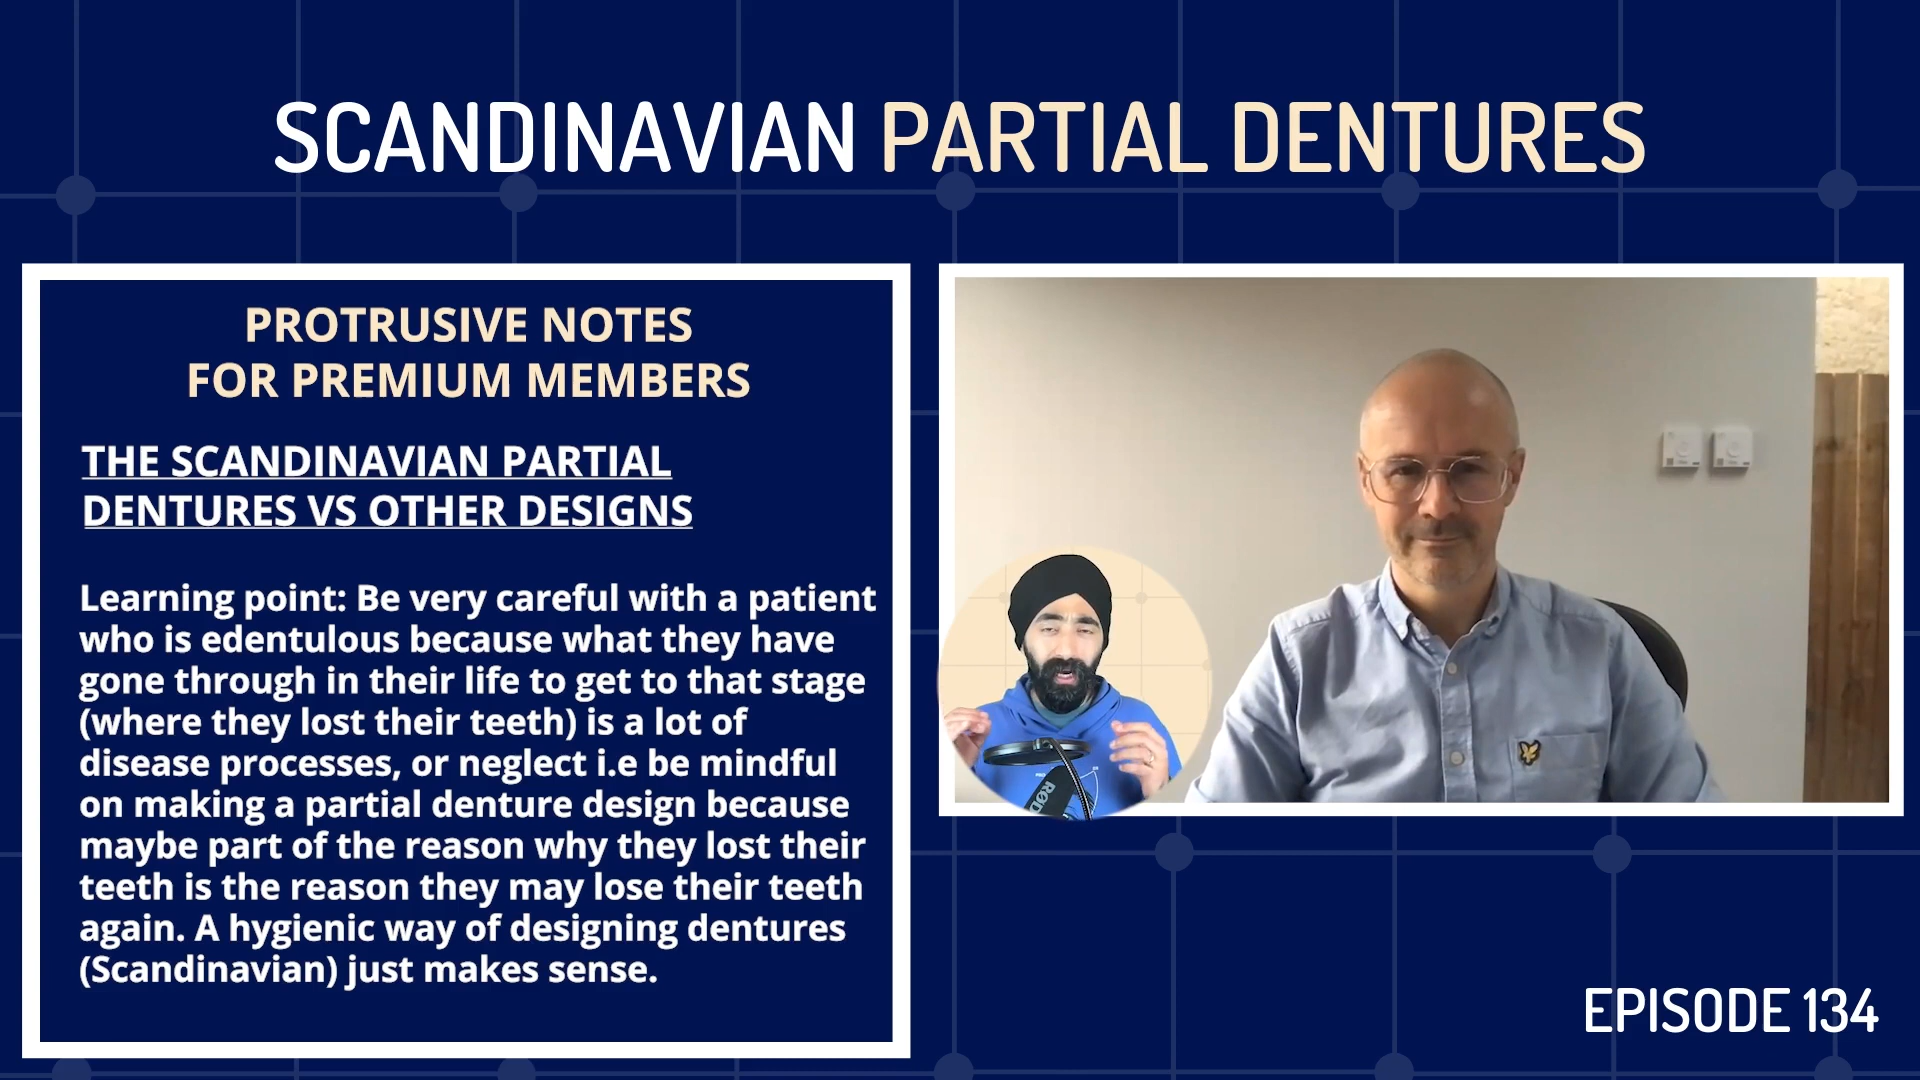 SCANDINAVIAN PARTIAL DENTURES
PROTRUSIVE NOTES
FOR PREMIUM MEMBERS
THE SCANDINAVIAN PARTIAL
DENTURES VS OTHER DESIGNS
Learning point: Be very careful with a patient
who is edentulous because what they have
gone through in their life to get to that stage
(where they lost their teeth) is a lot of
disease processes, or neglect i.e be mindful
on making a partial denture design because
maybe part of the reason why they lost their
teeth is the reason they may lose their teeth
again. A hygienic way of designing dentures
(Scandinavian) just makes sense.
RØD
EPISODE 134